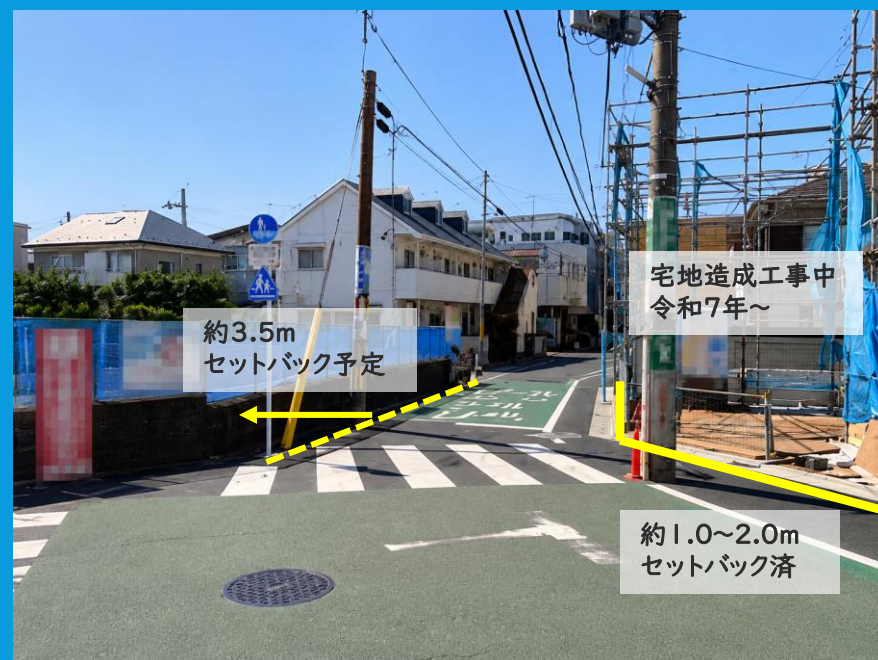 約3.5m
セットバック予定
宅地造成工事中
令和7年~
約1.0~2.0m
セットバック済